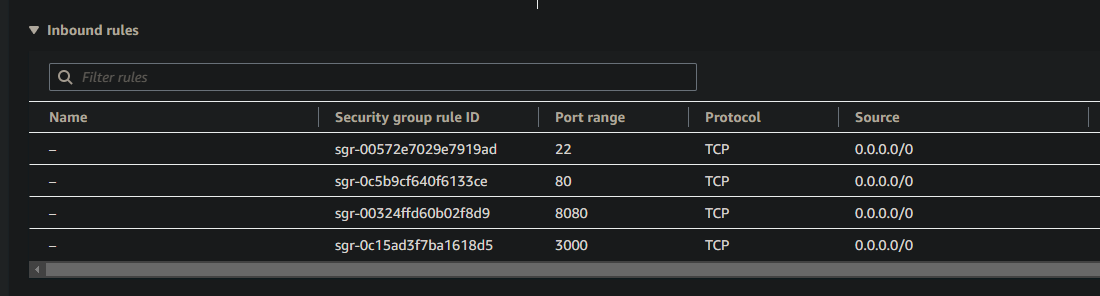 Inbound rules
Filter rules
Name Security group rule ID Port range Protocol Source
– sgr-00572e7029e7919ad 22 TCP 0.0.0.0/0
– sgr-0c5b9cf640f6133ce 80 TCP 0.0.0.0/0
– sgr-00324ffd60b02f8d9 8080 TCP 0.0.0.0/0
– sgr-0c15ad3f7ba1618d5 3000 TCP 0.0.0.0/0